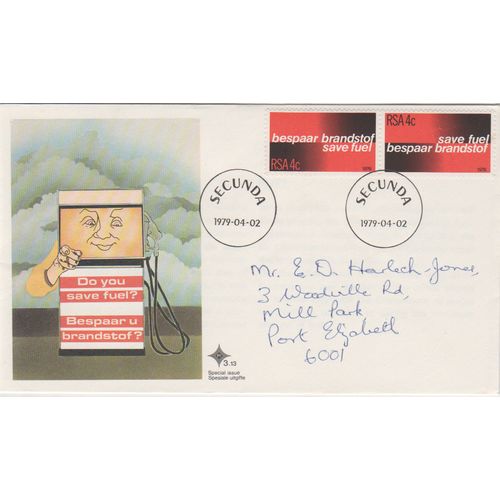 bespaar brandstof
save fuel
RSA 4c
1979
RSA 4c
save fuel
bespaar brandstof
1979
SECUNDA
1979-04-02
SECUNDA
1979-04-02
Do you
save fuel?
Bespaar u
brandstof?
3.13
Special issue
Spesiale uitgifte
Mr. E. D. Harlech-Jones,
3 Woodville Rd,
Mill Park
Port Elizabeth
6001